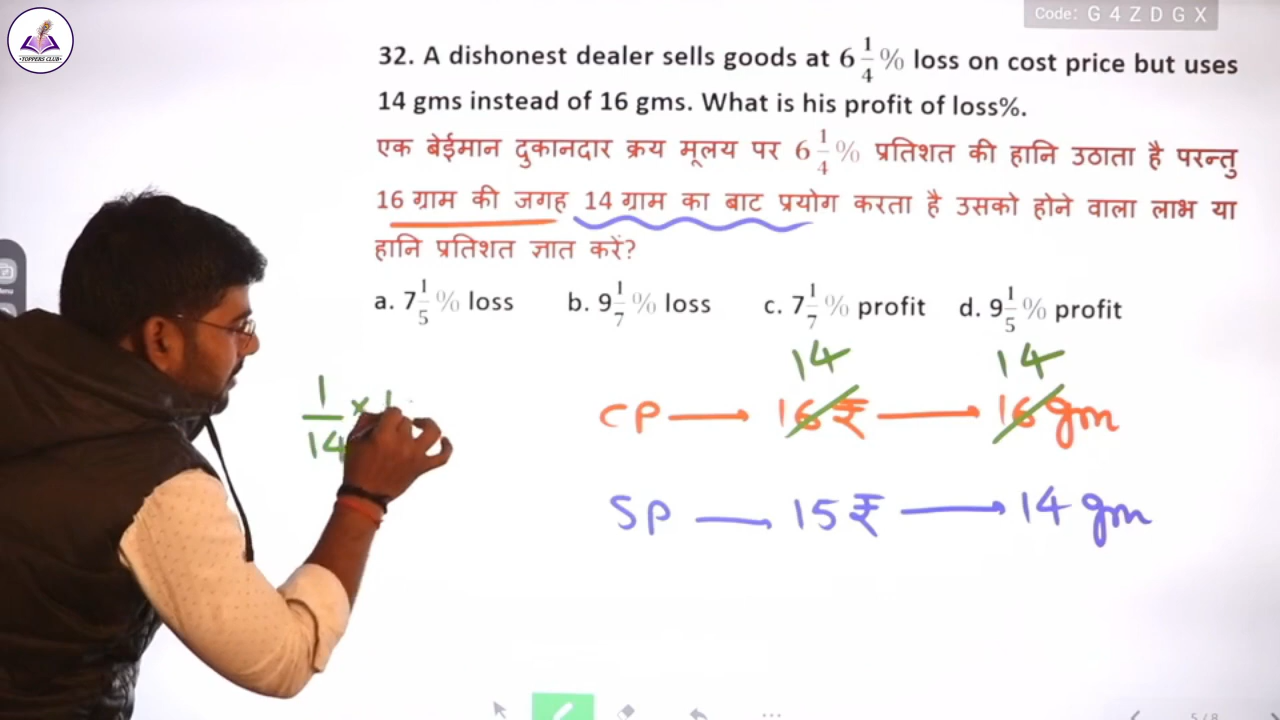 Code: G 4 Z D G X
TOPPERS CLUB
32. A dishonest dealer sells goods at 6 1/4 % loss on cost price but uses
14 gms instead of 16 gms. What is his profit of loss%.
एक बेईमान दुकानदार क्रय मूलय पर 6 1/4 % प्रतिशत की हानि उठाता है परन्तु
16 ग्राम की जगह 14 ग्राम का बाट प्रयोग करता है उसको होने वाला लाभ या
हानि प्रतिशत ज्ञात करें?
a. 7 1/5 % loss b. 9 1/7 % loss c. 7 1/7 % profit d. 9 1/5 % profit
14 14
CP → 16 ₹ → 16 gm
1/14 ×
SP → 15 ₹ → 14 gm
5/8